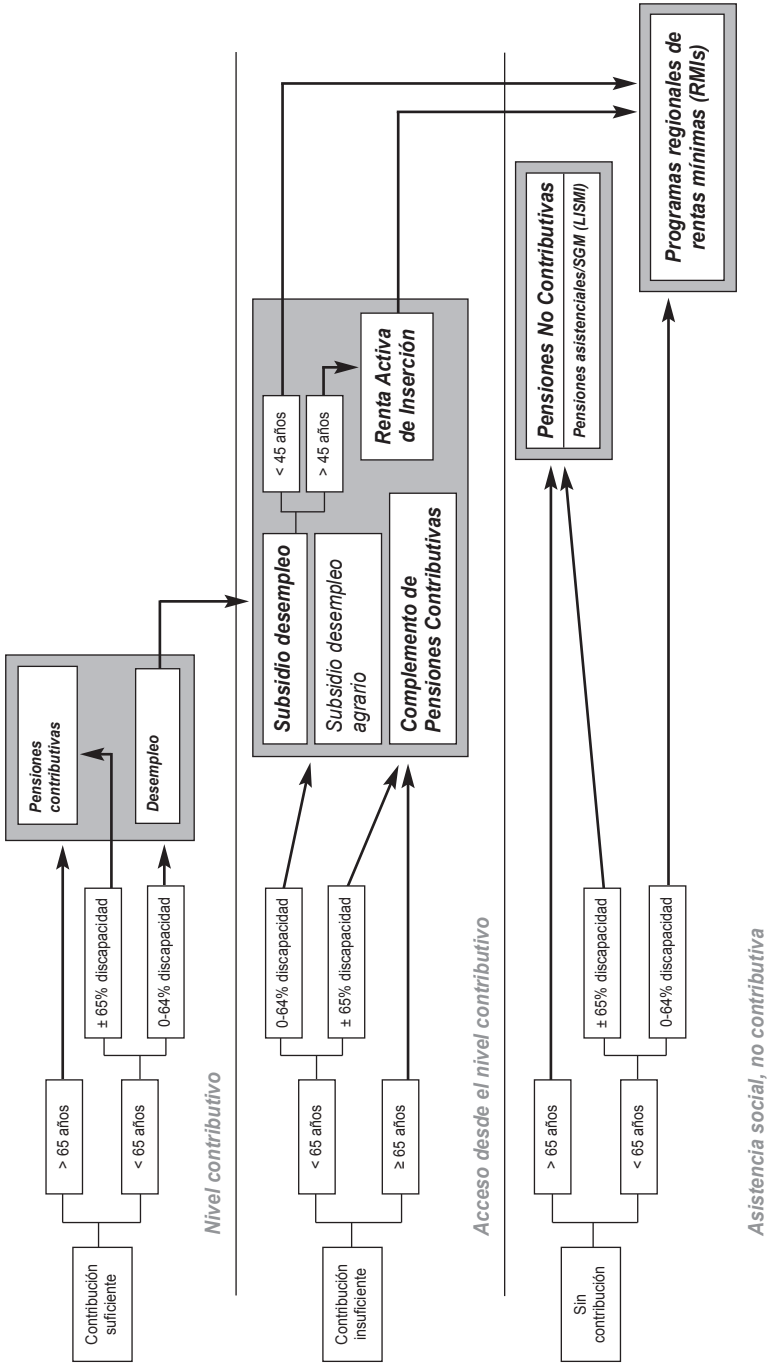 Contribución
suficiente
> 65 años
< 65 años
± 65% discapacidad
0-64% discapacidad
Pensiones
contributivas
Desempleo
Nivel contributivo
Contribución
insuficiente
< 65 años
≥ 65 años
0-64% discapacidad
± 65% discapacidad
Subsidio desempleo
Subsidio desempleo
agrario
Complemento de
Pensiones Contributivas
< 45 años
> 45 años
Renta Activa
de Inserción
Acceso desde el nivel contributivo
Sin
contribución
> 65 años
< 65 años
± 65% discapacidad
0-64% discapacidad
Pensiones No Contributivas
Pensiones asistenciales/SGM (LISMI)
Programas regionales de
rentas mínimas (RMIs)
Asistencia social, no contributiva